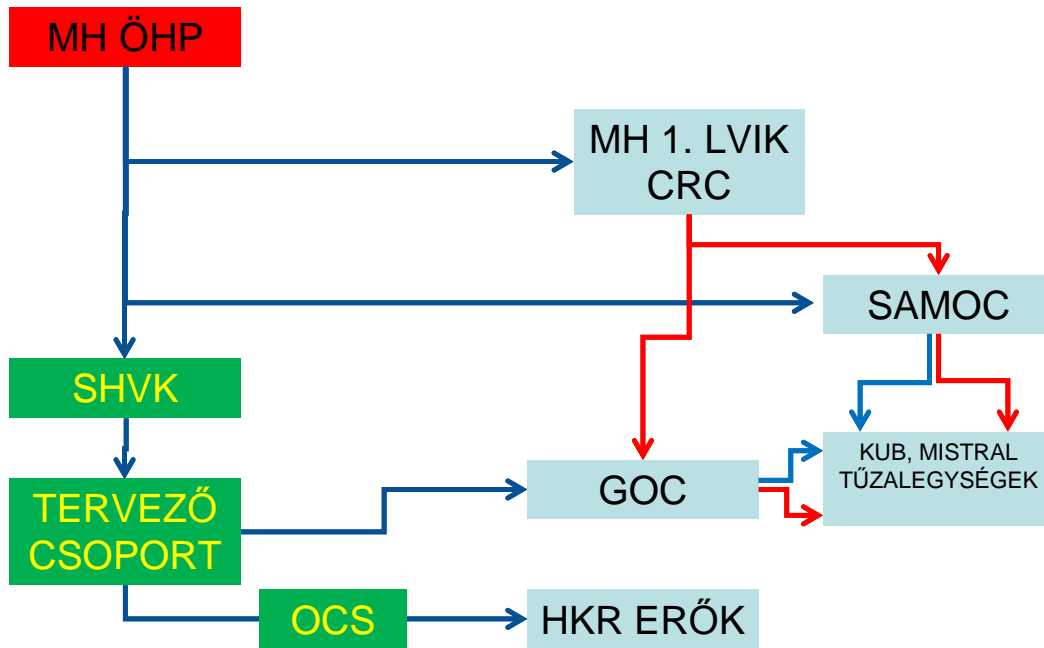 MH ÖHP
MH 1. LVIK
CRC
SAMOC
SHVK
KUB, MISTRAL
TŰZALEGYSÉGEK
GOC
TERVEZŐ
CSOPORT
OCS
HKR ERŐK